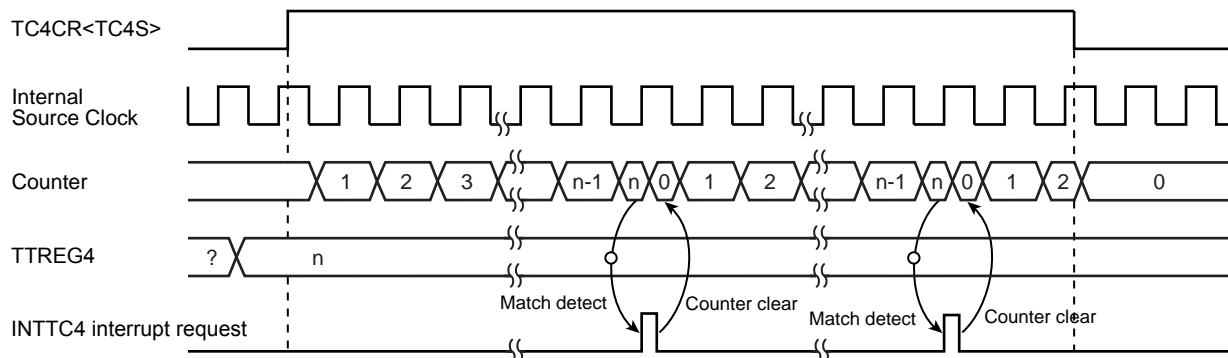 TC4CR<TC4S>
Internal
Source Clock
Counter
1 2 3 n-1 n 0 1 2 n-1 n 0 1 2 0
TTREG4
? n
Match detect Counter clear Match detect Counter clear
INTTC4 interrupt request